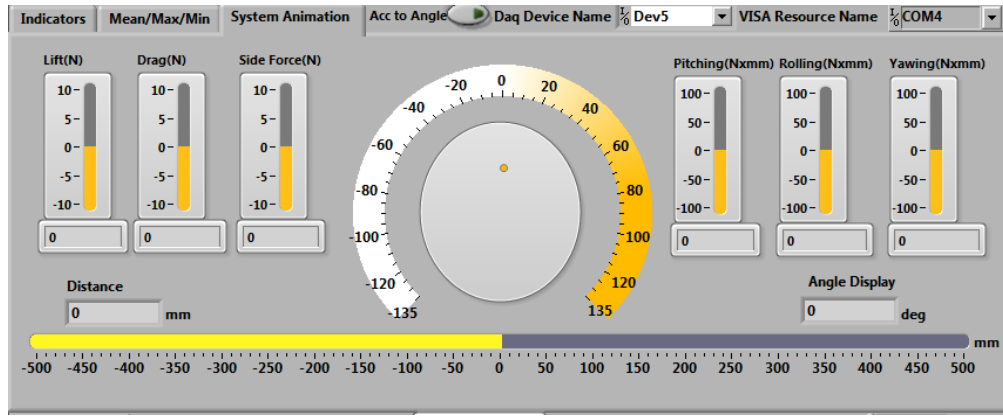 Indicators Mean/Max/Min System Animation Acc to Angle Daq Device Name I/O Dev5 VISA Resource Name I/O COM4
Lift(N) Drag(N) Side Force(N) Pitching(Nxmm) Rolling(Nxmm) Yawing(Nxmm)
10 5 0 -5 -10
0
10 5 0 -5 -10
0
10 5 0 -5 -10
0
-135 -120 -100 -80 -60 -40 -20 0 20 40 60 80 100 120 135
100 50 0 -50 -100
0
100 50 0 -50 -100
0
100 50 0 -50 -100
0
Distance
0 mm
Angle Display
0 deg
mm
-500 -450 -400 -350 -300 -250 -200 -150 -100 -50 0 50 100 150 200 250 300 350 400 450 500